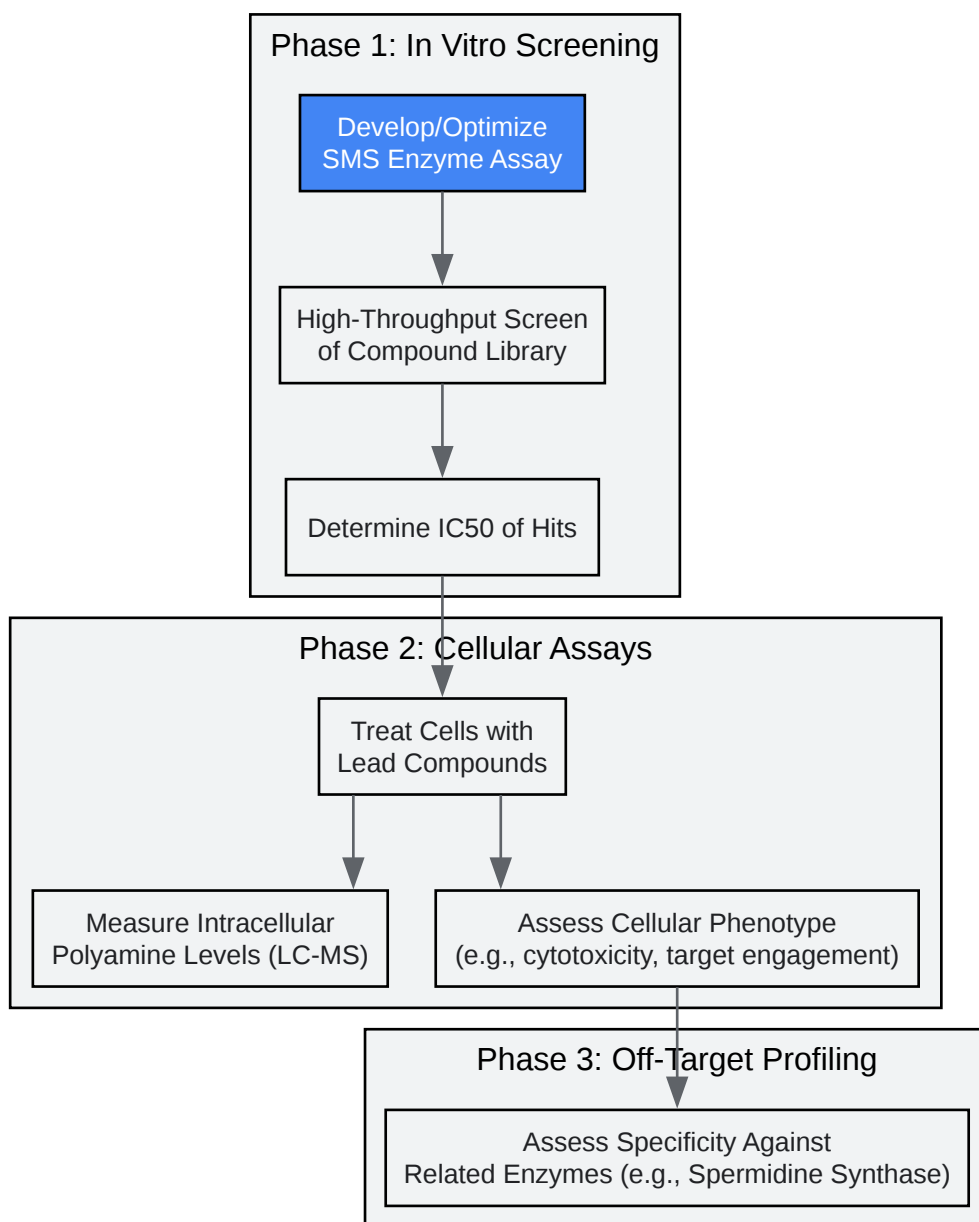 Phase 1: In Vitro Screening
Develop/Optimize
SMS Enzyme Assay
High-Throughput Screen
of Compound Library
Determine IC50 of Hits
Phase 2: Cellular Assays
Treat Cells with
Lead Compounds
Measure Intracellular
Polyamine Levels (LC-MS)
Assess Cellular Phenotype
(e.g., cytotoxicity, target engagement)
Phase 3: Off-Target Profiling
Assess Specificity Against
Related Enzymes (e.g., Spermidine Synthase)